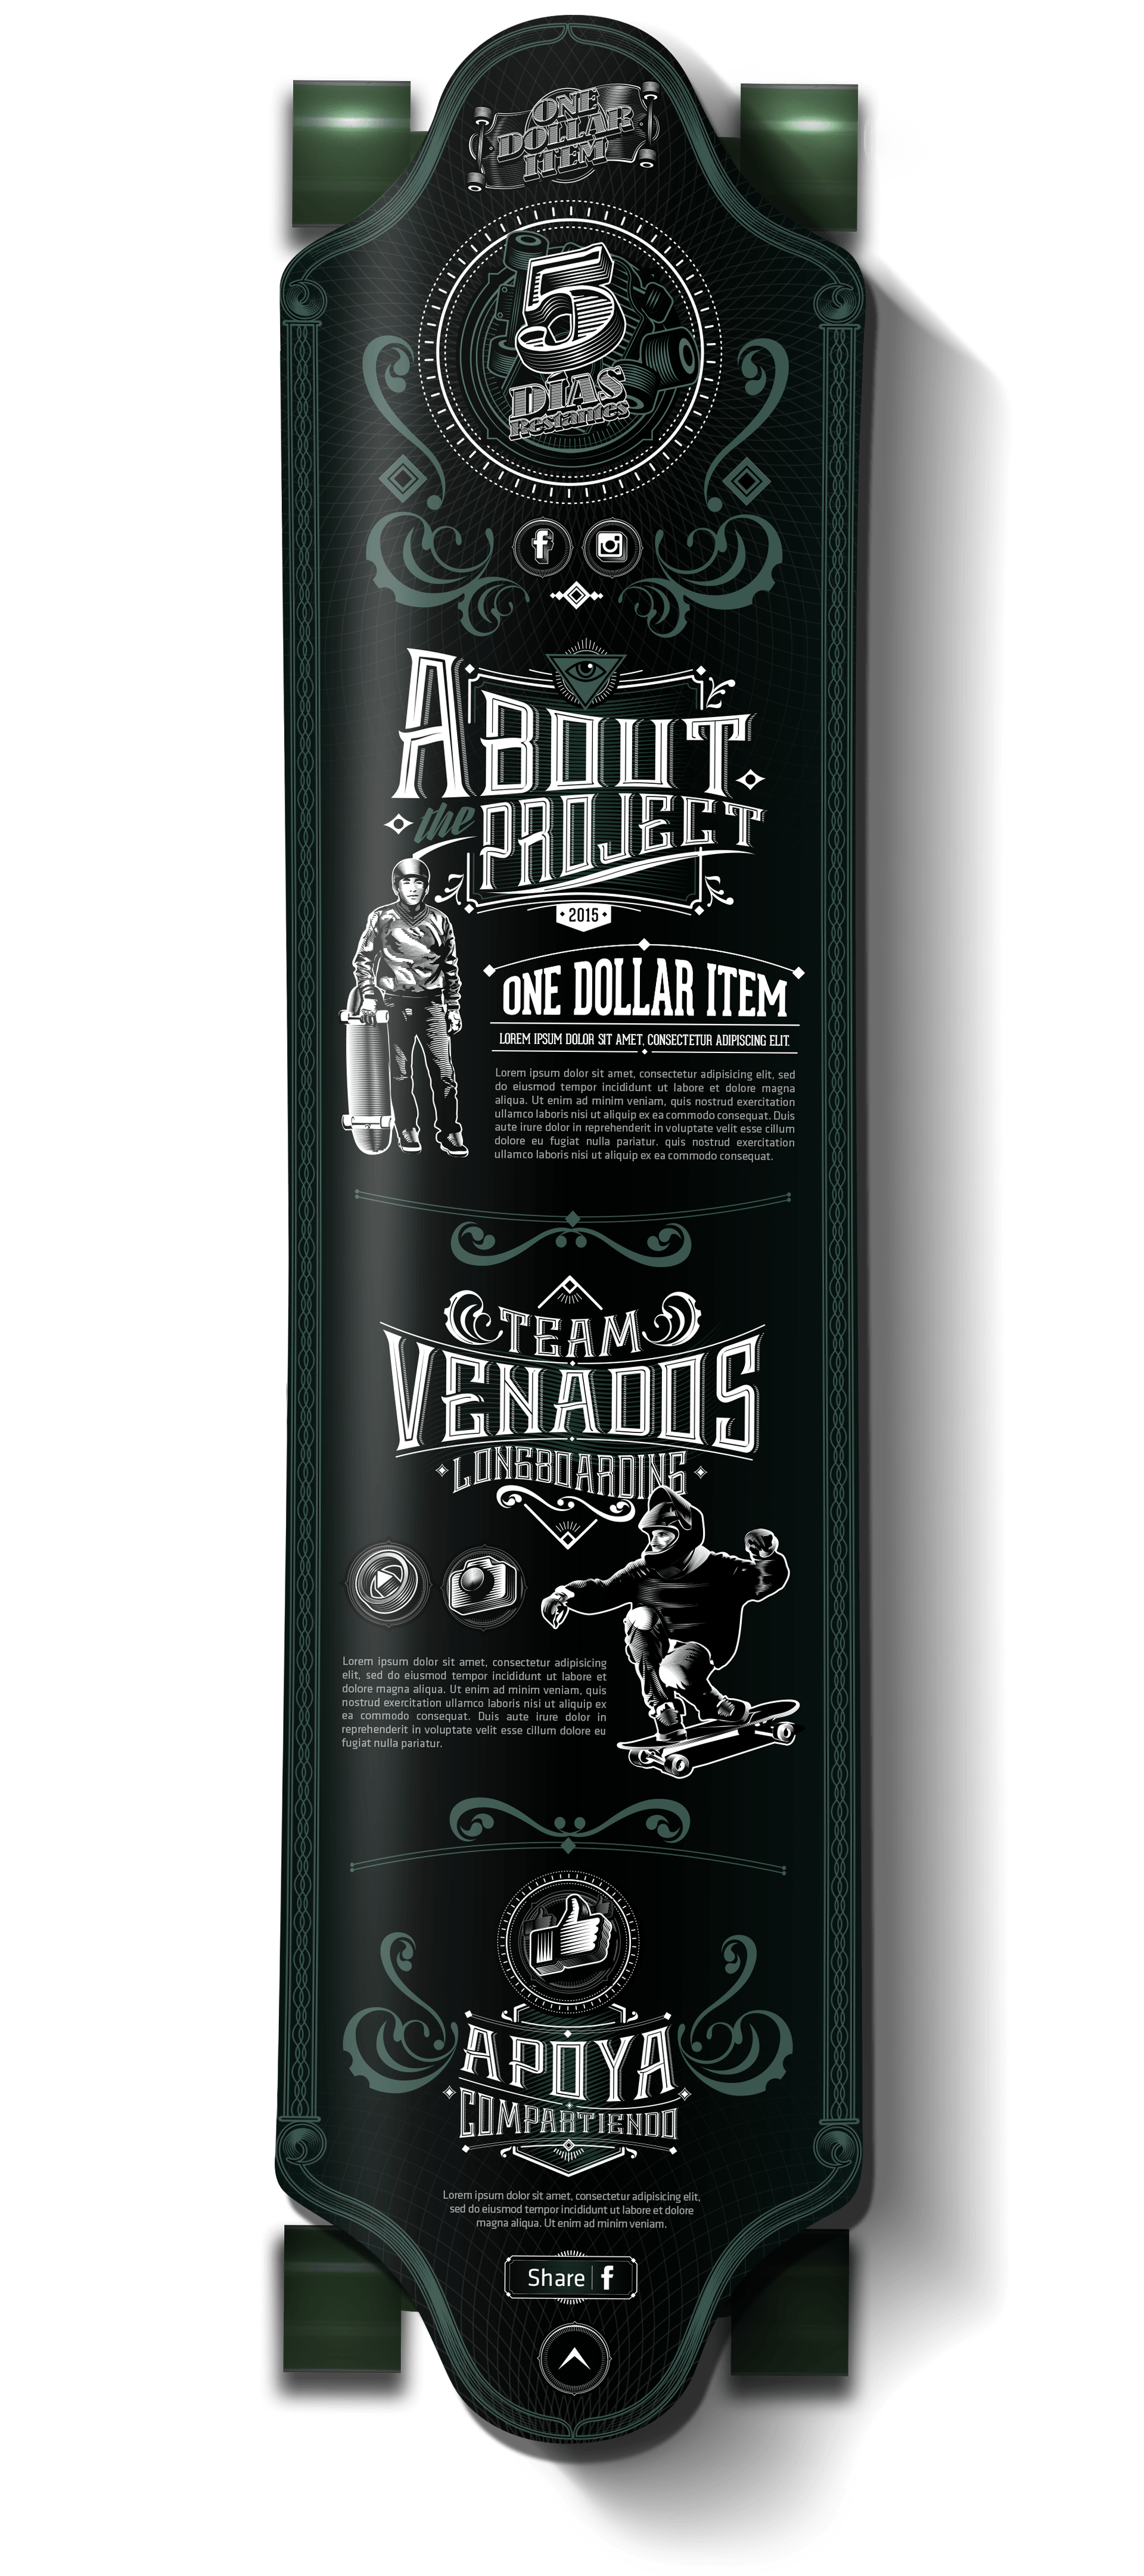 ONE
DOLLAR
ITEM
5
DÍAS
Restantes
ABOUT
the PROJECT
2015
ONE DOLLAR ITEM
LOREM IPSUM DOLOR SIT AMET, CONSECTETUR ADIPISCING ELIT.
Lorem ipsum dolor sit amet, consectetur adipisicing elit, sed
do eiusmod tempor incididunt ut labore et dolore magna
aliqua. Ut enim ad minim veniam, quis nostrud exercitation
ullamco laboris nisi ut aliquip ex ea commodo consequat. Duis
aute irure dolor in reprehenderit in voluptate velit esse cillum
dolore eu fugiat nulla pariatur. quis nostrud exercitation
ullamco laboris nisi ut aliquip ex ea commodo consequat.
TEAM
VENADOS
LONGBOARDING
Lorem ipsum dolor sit amet, consectetur adipisicing
elit, sed do eiusmod tempor incididunt ut labore et
dolore magna aliqua. Ut enim ad minim veniam, quis
nostrud exercitation ullamco laboris nisi ut aliquip ex
ea commodo consequat. Duis aute irure dolor in
reprehenderit in voluptate velit esse cillum dolore eu
fugiat nulla pariatur.
APOYA
COMPARTIENDO
Lorem ipsum dolor sit amet, consectetur adipisicing elit,
sed do eiusmod tempor incididunt ut labore et dolore
magna aliqua. Ut enim ad minim veniam.
Share f